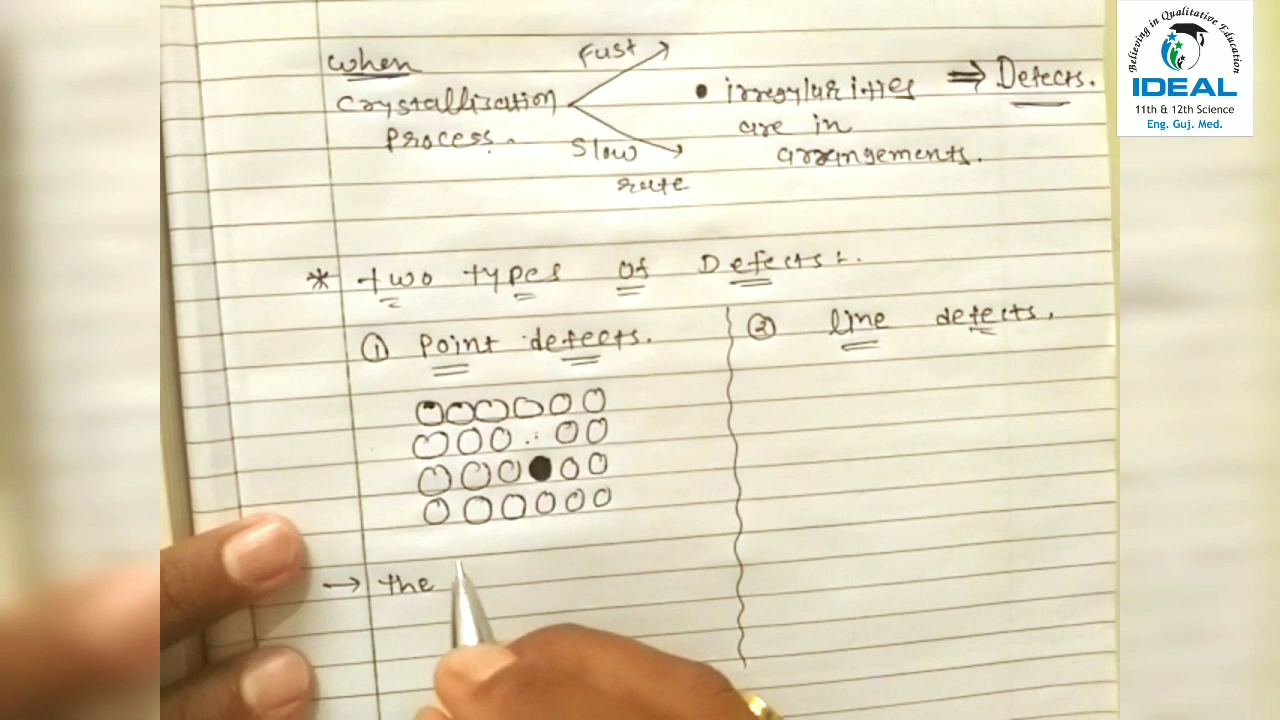 Believing in Qualitative Education
IDEAL
11th & 12th Science
Eng. Guj. Med.
when
Fast
crystallization
process.
Slow
rate
• irregularities ⇒ Defects.
are in
arrangements.
* two types of Defects:.
① Point defects.
② line defects.
→ the